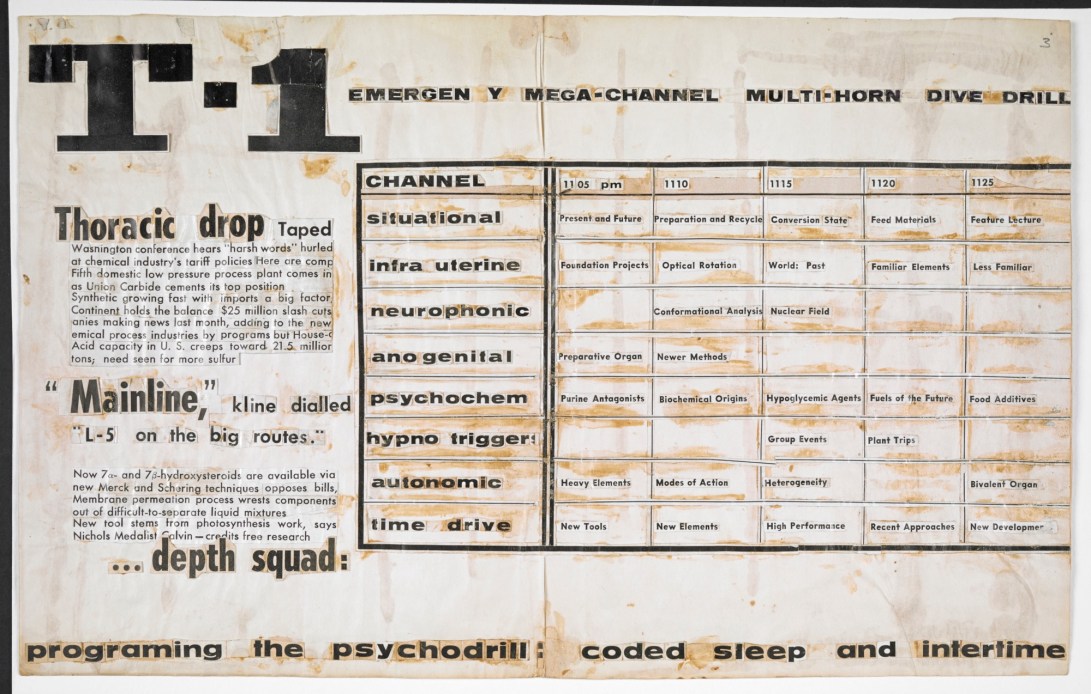 T-1
EMERGEN Y MEGA-CHANNEL MULTI-HORN DIVE DRILL
3
CHANNEL 11 05 pm 1110 1115 1120 1125
situational Present and Future Preparation and Recycle Conversion State Feed Materials Feature Lecture
infra uterine Foundation Projects Optical Rotation World: Past Familiar Elements Less Familiar
neurophonic Conformational Analysis Nuclear Field
ano genital Preparative Organ Newer Methods
psychochem Purine Antagonists Biochemical Origins Hypoglycemic Agents Fuels of the Future Food Additives
hypno triggers Group Events Plant Trips
autonomic Heavy Elements Modes of Action Heterogeneity Bivalent Organ
time drive New Tools New Elements High Performance Recent Approaches New Developmer
Thoracic drop Taped
Wasnington conference hears "harsh words" hurled
at chemical industry's tariff policies Here are comp
Fifth domestic low pressure process plant comes in
as Union Carbide cements its top position
Synthetic growing fast with imports a big factor
Continent holds the balance $25 million slash cuts
anies making news last month, adding to the new
emical process industries by programs but House-c
Acid capacity in U. S. creeps toward 21.5 millior
tons; need seen for more sulfur
"Mainline," kline dialled
"L-5 on the big routes."
Now 7α- and 7β-hydroxysteroids are available via
new Merck and Schering techniques opposes bills,
Membrane permeation process wrests components
out of difficult-to-separate liquid mixtures
New tool stems from photosynthesis work, says
Nichols Medalist Calvin — credits free research
... depth squad:
programing the psychodrill: coded sleep and intertime